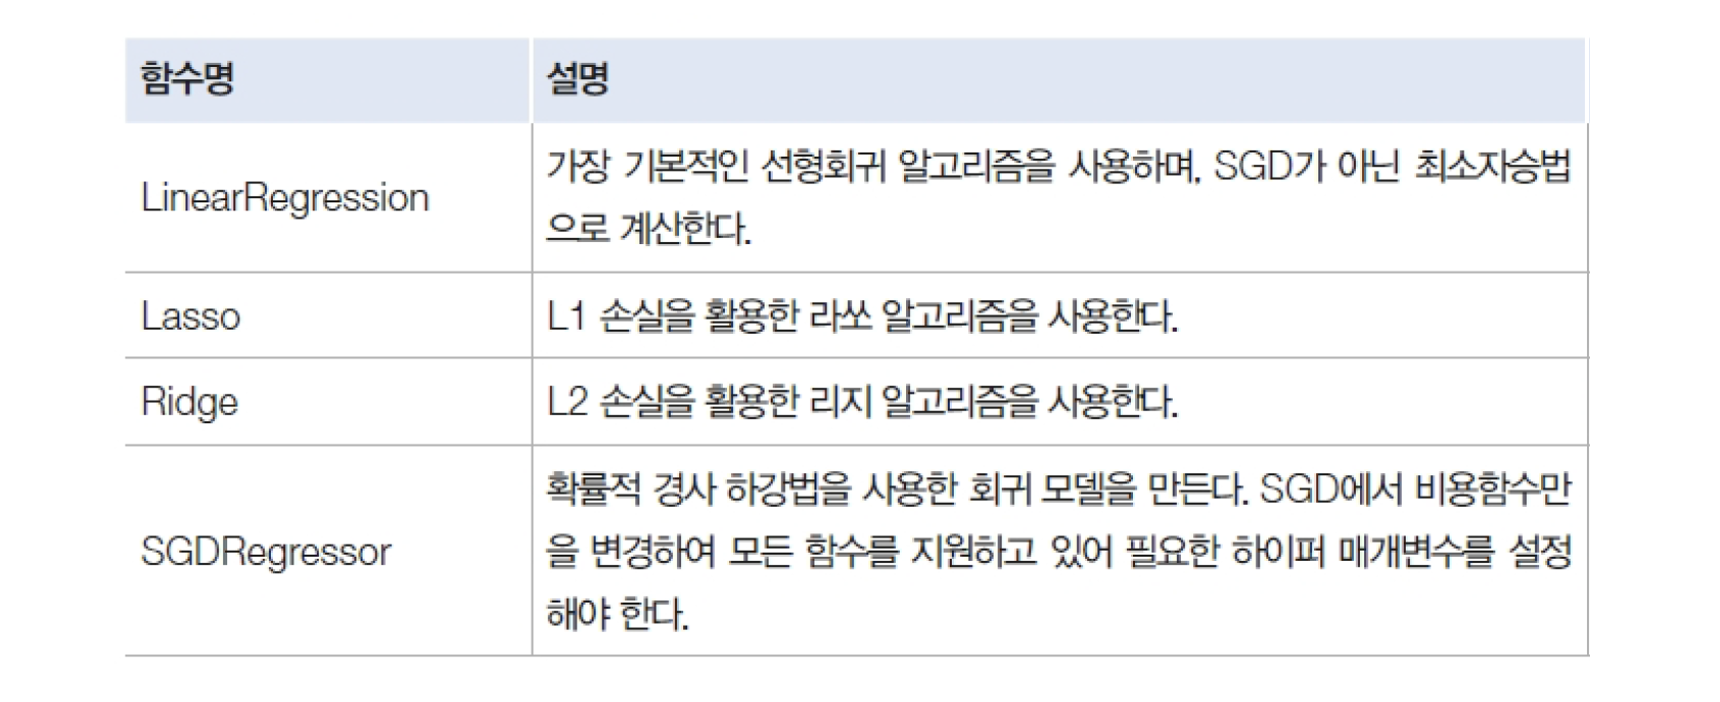 함수명
설명
LinearRegression
가장 기본적인 선형회귀 알고리즘을 사용하며, SGD가 아닌 최소자승법
으로 계산한다.
Lasso
L1 손실을 활용한 라쏘 알고리즘을 사용한다.
Ridge
L2 손실을 활용한 리지 알고리즘을 사용한다.
SGDRegressor
확률적 경사 하강법을 사용한 회귀 모델을 만든다. SGD에서 비용함수만
을 변경하여 모든 함수를 지원하고 있어 필요한 하이퍼 매개변수를 설정
해야 한다.